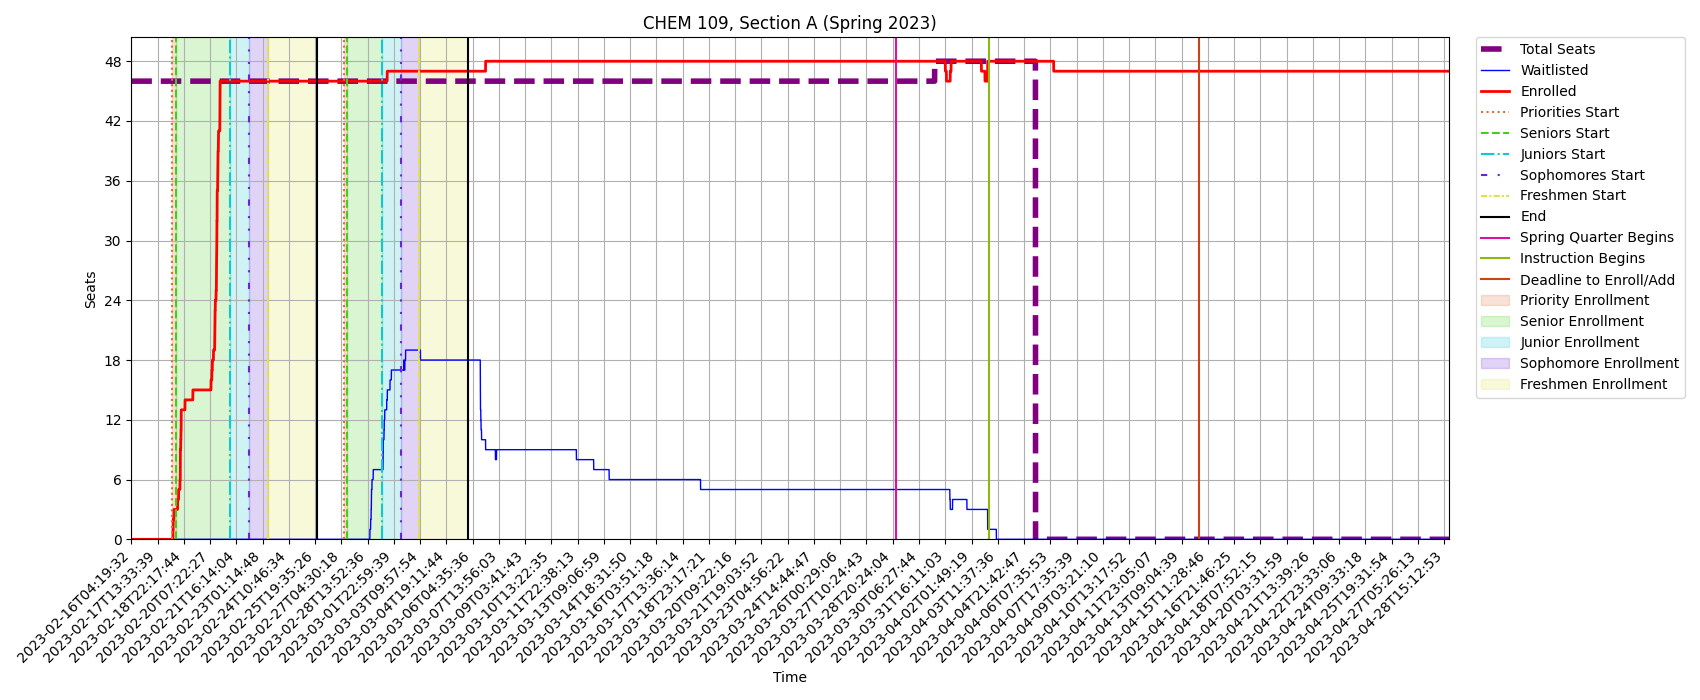 CHEM 109, Section A (Spring 2023)
48
42
36
30
24
18
12
6
0
Seats
2023-02-16T04:19:32
2023-02-17T13:33:39
2023-02-18T22:17:44
2023-02-20T07:22:27
2023-02-21T16:14:04
2023-02-23T01:14:48
2023-02-24T10:46:34
2023-02-25T19:35:26
2023-02-27T04:30:18
2023-02-28T13:52:36
2023-03-01T22:59:39
2023-03-03T09:57:54
2023-03-04T19:11:44
2023-03-06T04:35:36
2023-03-07T13:56:03
2023-03-09T03:41:43
2023-03-10T13:22:35
2023-03-11T22:38:13
2023-03-13T09:06:59
2023-03-14T18:31:50
2023-03-16T03:51:18
2023-03-17T13:36:14
2023-03-18T23:17:21
2023-03-20T09:22:16
2023-03-21T19:03:52
2023-03-23T04:56:22
2023-03-24T14:44:47
2023-03-26T00:29:06
2023-03-27T10:24:43
2023-03-28T20:24:04
2023-03-30T06:27:44
2023-03-31T16:11:03
2023-04-02T01:49:19
2023-04-03T11:37:36
2023-04-04T21:42:47
2023-04-06T07:35:53
2023-04-07T17:35:39
2023-04-09T03:21:10
2023-04-10T13:17:52
2023-04-11T23:05:07
2023-04-13T09:04:39
2023-04-15T11:28:46
2023-04-16T21:46:25
2023-04-18T07:52:15
2023-04-20T03:31:59
2023-04-21T13:39:26
2023-04-22T23:33:06
2023-04-24T09:33:18
2023-04-25T19:31:54
2023-04-27T05:26:13
2023-04-28T15:12:53
Time
Total Seats
Waitlisted
Enrolled
Priorities Start
Seniors Start
Juniors Start
Sophomores Start
Freshmen Start
End
Spring Quarter Begins
Instruction Begins
Deadline to Enroll/Add
Priority Enrollment
Senior Enrollment
Junior Enrollment
Sophomore Enrollment
Freshmen Enrollment